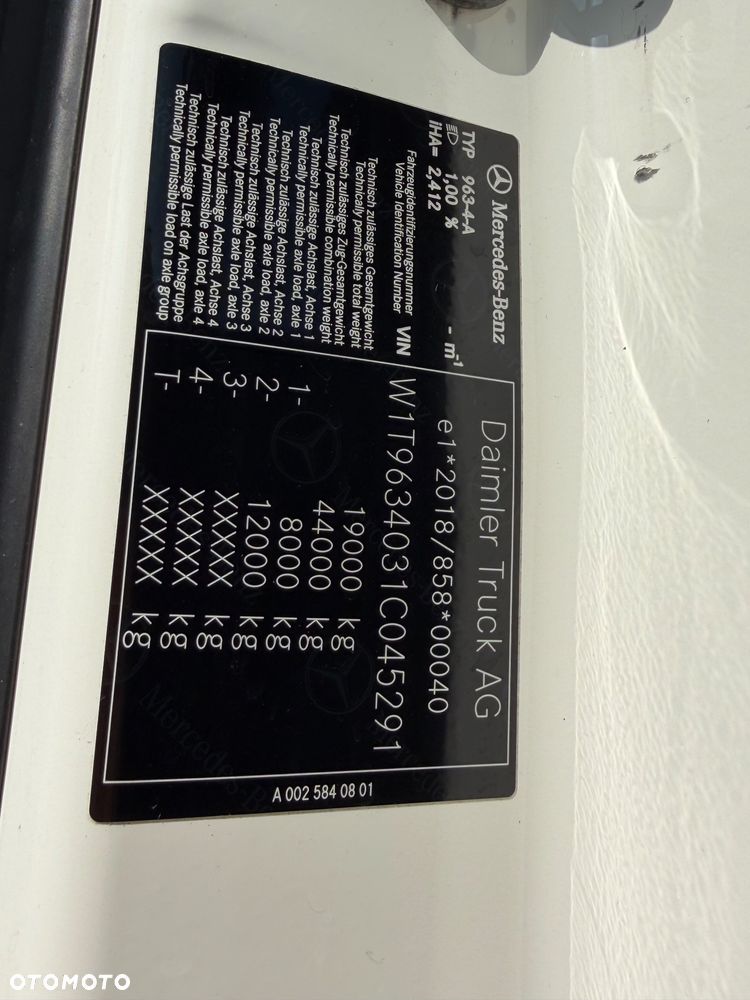 Mercedes-Benz
TYP 963-4-A
1,00 % - m⁻¹
iHA= 2,412
Daimler Truck AG
e1*2018/858*00040
Fahrzeugidentifizierungsnummer
Vehicle Identification Number VIN W1T9634031C045291
Technisch zulässiges Gesamtgewicht
Technically permissible total weight 19000 kg
Technisch zulässiges Zug-Gesamtgewicht
Technically permissible combination weight 44000 kg
Technisch zulässige Achslast, Achse 1
Technically permissible axle load, axle 1 1- 8000 kg
Technisch zulässige Achslast, Achse 2
Technically permissible axle load, axle 2 2- 12000 kg
Technisch zulässige Achslast, Achse 3
Technically permissible axle load, axle 3 3- XXXXX kg
Technisch zulässige Achslast, Achse 4
Technically permissible axle load, axle 4 4- XXXXX kg
Technisch zulässige Last der Achsgruppe
Technically permissible load on axle group T- XXXXX kg
A 002 584 08 01
OTOMOTO